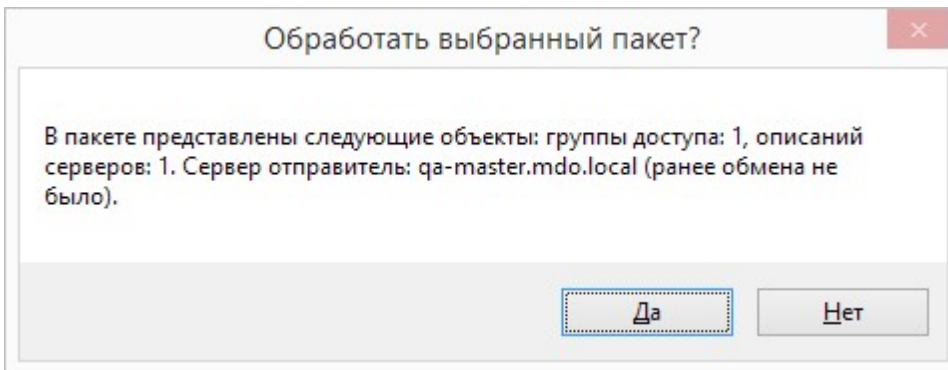 Обработать выбранный пакет?
В пакете представлены следующие объекты: группы доступа: 1, описаний
серверов: 1. Сервер отправитель: qa-master.mdo.local (ранее обмена не
было).
Да
Нет